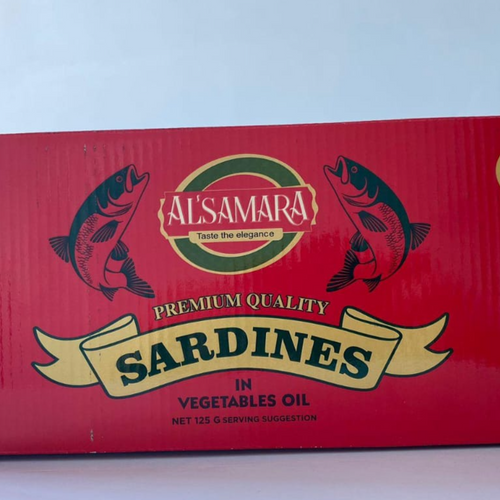 AL'SAMARA
Taste the elegance
PREMIUM QUALITY
SARDINES
IN
VEGETABLES OIL
NET 125 G SERVING SUGGESTION